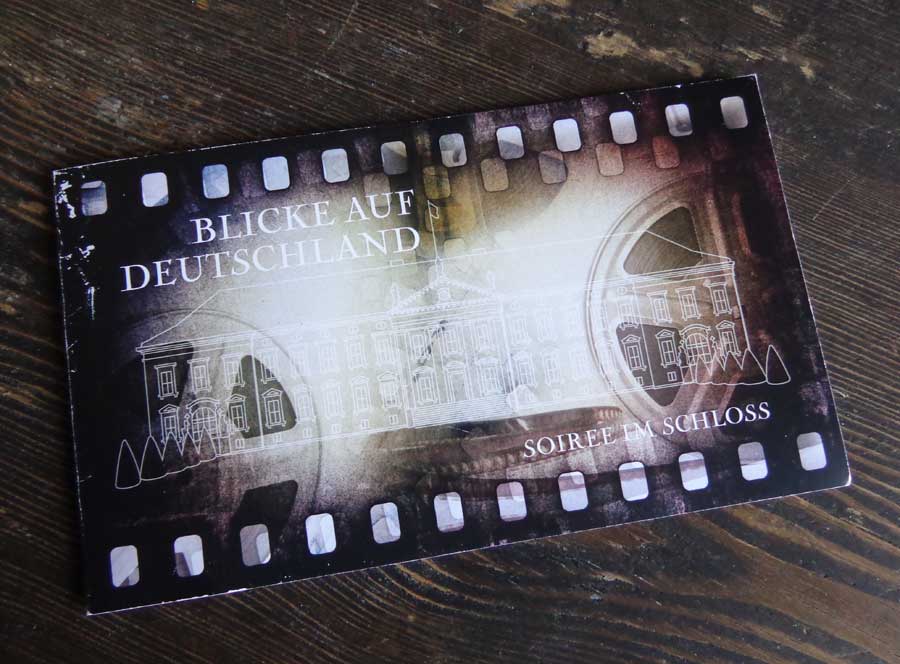 BLICKE AUF
DEUTSCHLAND
SOIREE IM SCHLOSS